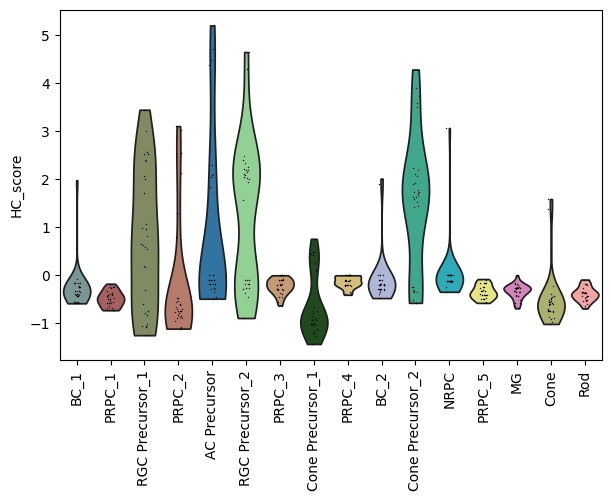 HC_score
5
4
3
2
1
0
−1
BC_1
PRPC_1
RGC Precursor_1
PRPC_2
AC Precursor
RGC Precursor_2
PRPC_3
Cone Precursor_1
PRPC_4
BC_2
Cone Precursor_2
NRPC
PRPC_5
MG
Cone
Rod